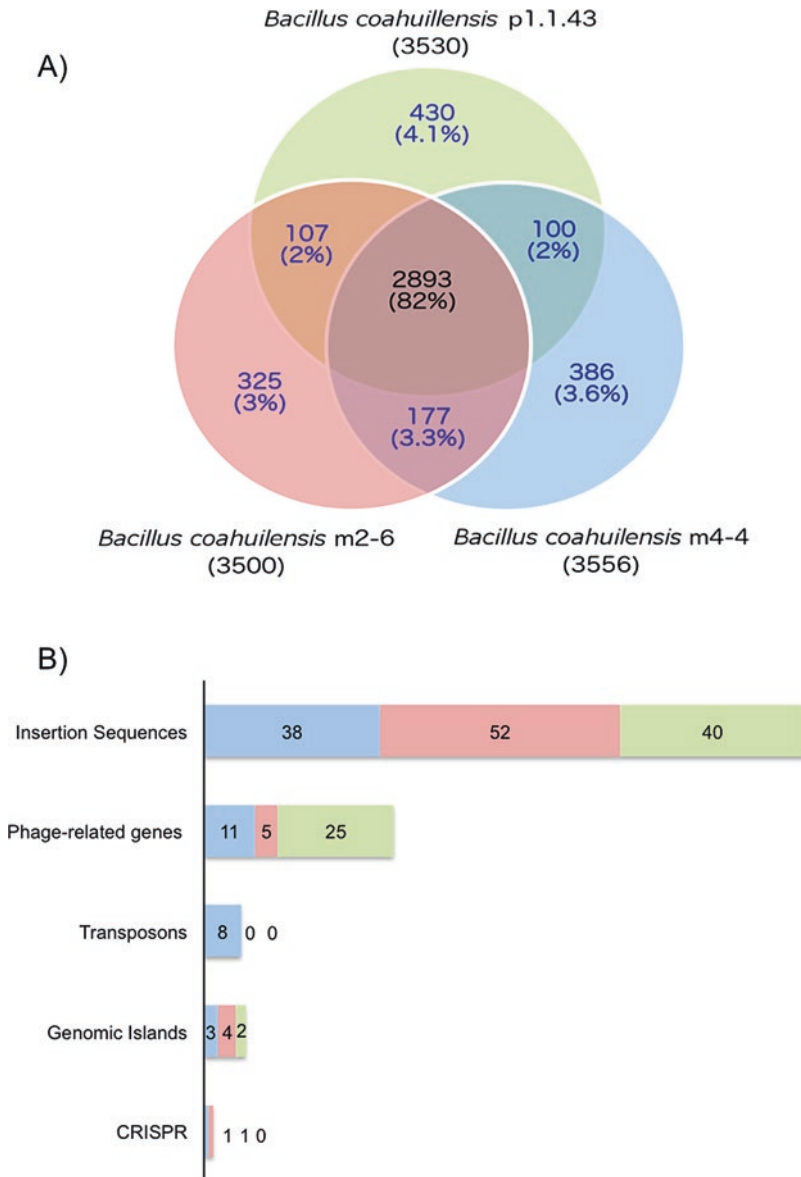 Bacillus coahuillensis p1.1.43
(3530)
A)
430
(4.1%)
107
(2%)
100
(2%)
2893
(82%)
325
(3%)
386
(3.6%)
177
(3.3%)
Bacillus coahuilensis m2-6
(3500)
Bacillus coahuilensis m4-4
(3556)
B)
Insertion Sequences 38 52 40
Phage-related genes 11 5 25
Transposons 8 0 0
Genomic Islands 3 4 2
CRISPR 1 1 0